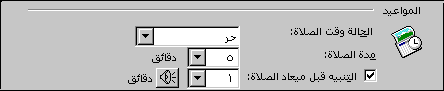 المواعيد
الحالة وقت الصلاة: حر
مدة الصلاة: ٥ دقائق
التنبيه قبل ميعاد الصلاة: ١ دقائق